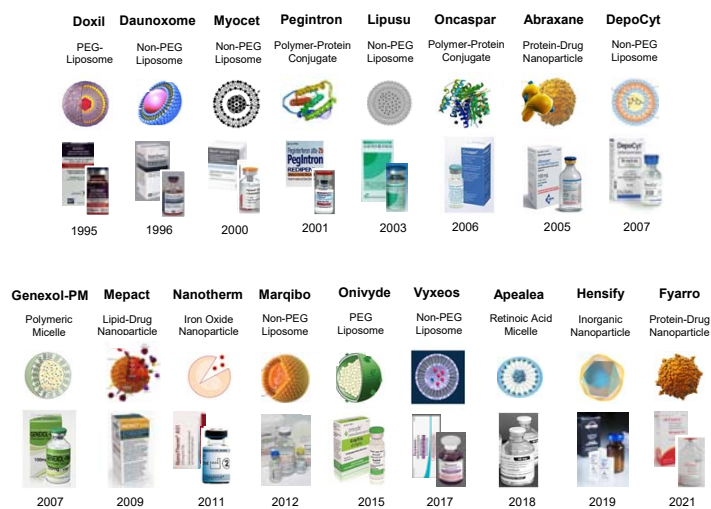 Doxil Daunoxome Myocet Pegintron Lipusu Oncaspar Abraxane DepoCyt
PEG- Non-PEG Non-PEG Polymer-Protein Non-PEG Polymer-Protein Protein-Drug Non-PEG
Liposome Liposome Liposome Conjugate Liposome Conjugate Nanoparticle Liposome
PegIntron
REDIPEN
DepoCyt
1995 1996 2000 2001 2003 2006 2005 2007
Genexol-PM Mepact Nanotherm Marqibo Onivyde Vyxeos Apealea Hensify Fyarro
Polymeric Lipid-Drug Iron Oxide Non-PEG PEG Non-PEG Retinoic Acid Inorganic Protein-Drug
Micelle Nanoparticle Nanoparticle Liposome Liposome Liposome Micelle Nanoparticle Nanoparticle
2007 2009 2011 2012 2015 2017 2018 2019 2021